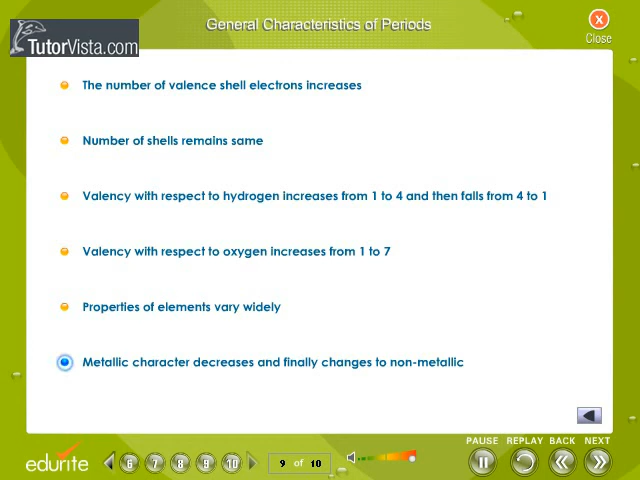 General Characteristics of Periods
TutorVista.com
Close
The number of valence shell electrons increases
Number of shells remains same
Valency with respect to hydrogen increases from 1 to 4 and then falls from 4 to 1
Valency with respect to oxygen increases from 1 to 7
Properties of elements vary widely
Metallic character decreases and finally changes to non-metallic
PAUSE REPLAY BACK NEXT
edurite
6 7 8 9 10
9 of 10